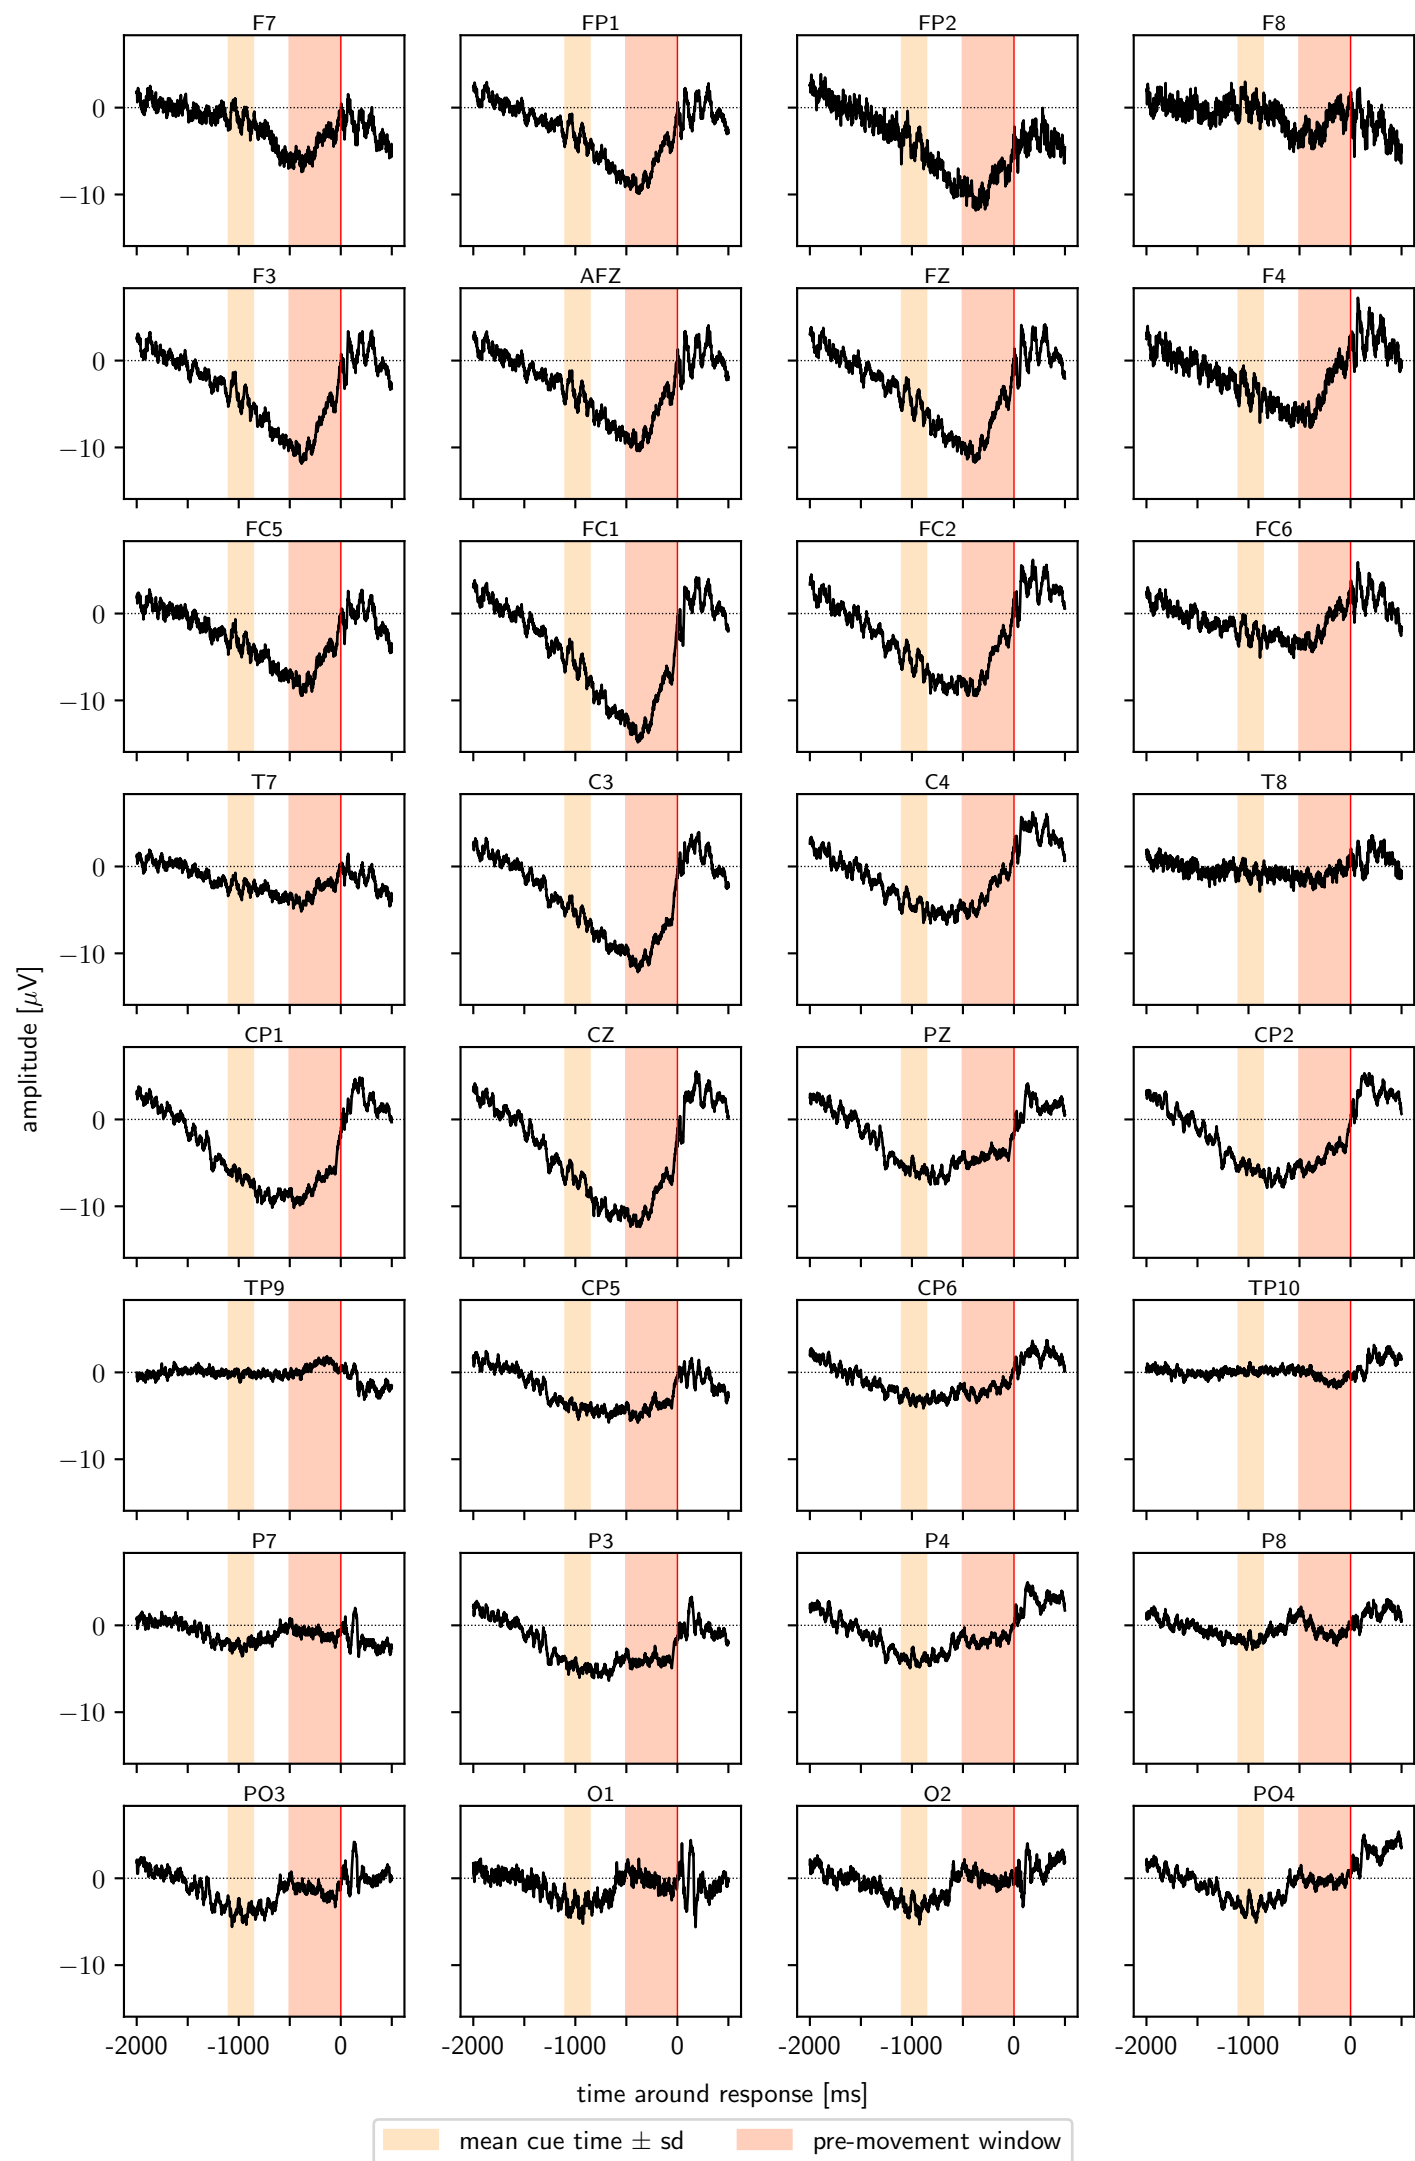 F7 FP1 FP2 F8
0
−10
F3 AFZ FZ F4
0
−10
FC5 FC1 FC2 FC6
0
−10
T7 C3 C4 T8
0
−10
amplitude [μV]
CP1 CZ PZ CP2
0
−10
TP9 CP5 CP6 TP10
0
−10
P7 P3 P4 P8
0
−10
PO3 O1 O2 PO4
0
−10
-2000 -1000 0 -2000 -1000 0 -2000 -1000 0 -2000 -1000 0
time around response [ms]
mean cue time ± sd pre-movement window